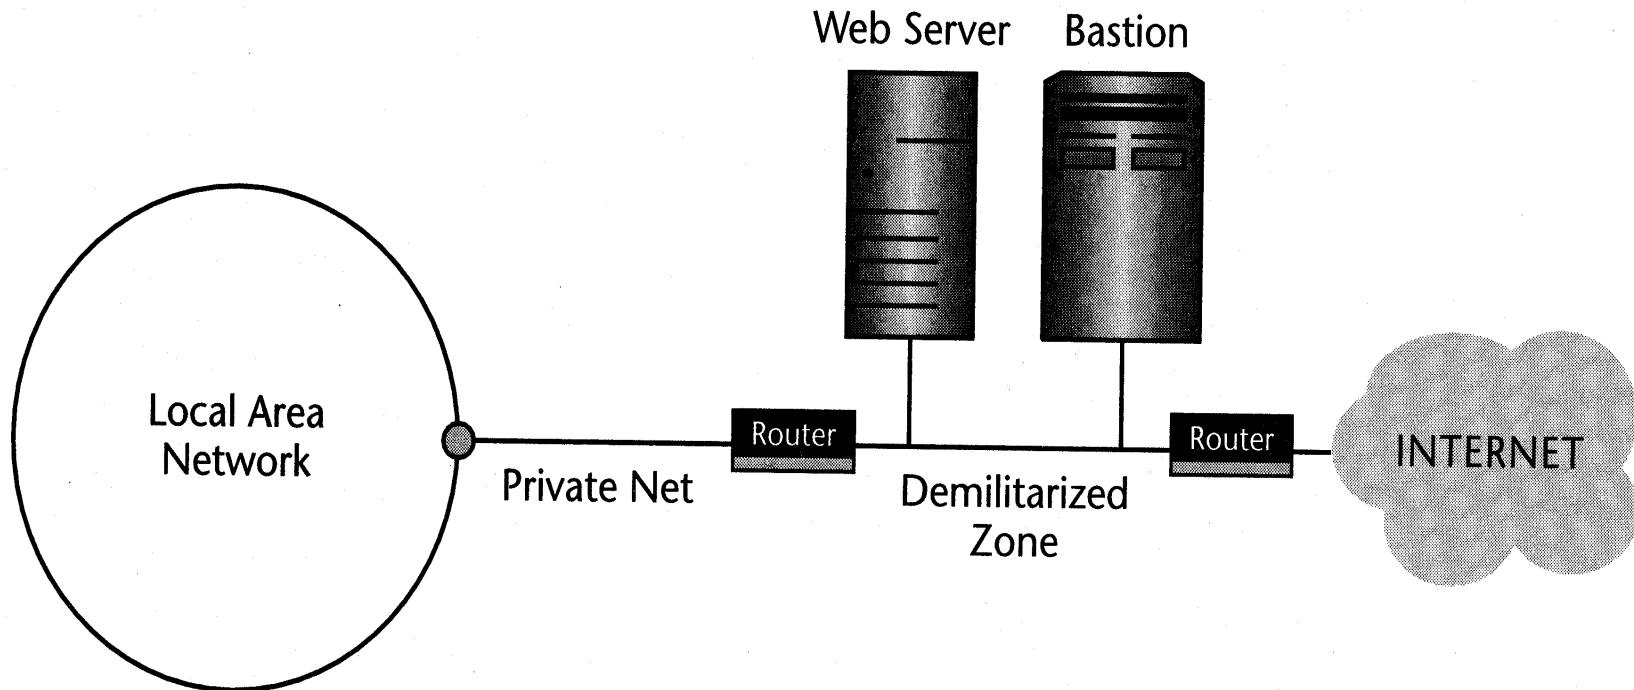 Web Server
Bastion
Local Area
Network
Private Net
Router
Demilitarized
Zone
Router
INTERNET